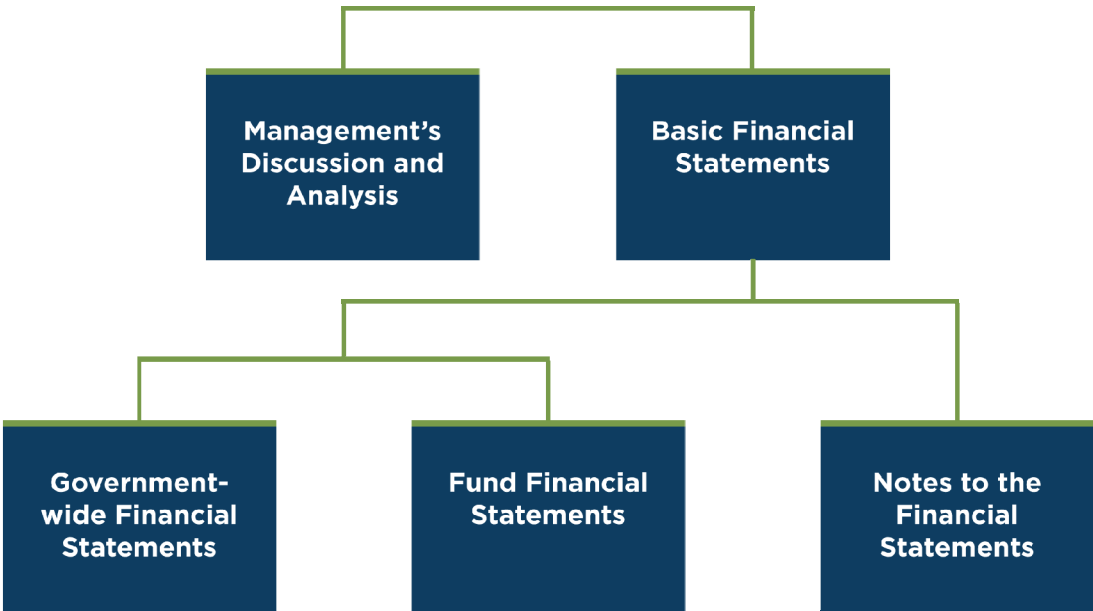 Management's
Discussion and
Analysis
Basic Financial
Statements
Government-
wide Financial
Statements
Fund Financial
Statements
Notes to the
Financial
Statements